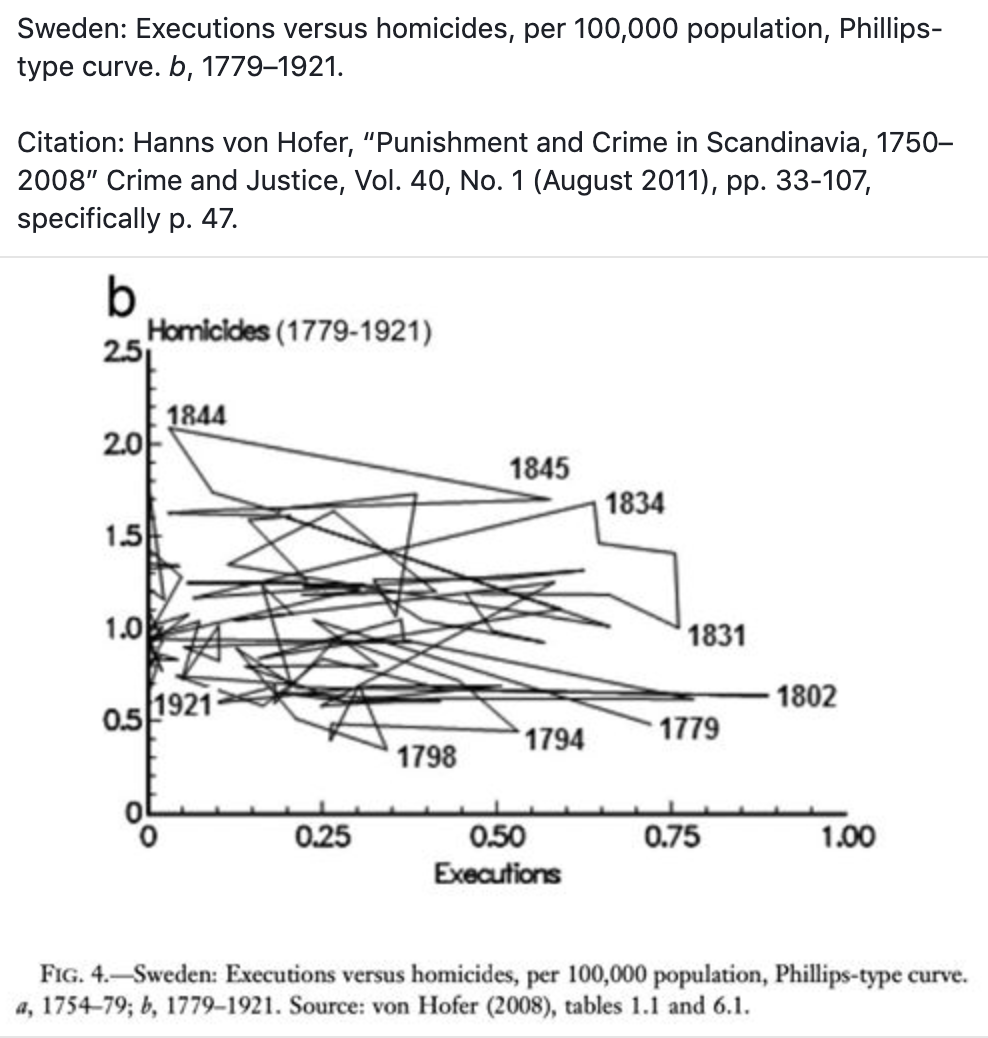 Sweden: Executions versus homicides, per 100,000 population, Phillips-
type curve. b, 1779–1921.
Citation: Hanns von Hofer, “Punishment and Crime in Scandinavia, 1750–
2008” Crime and Justice, Vol. 40, No. 1 (August 2011), pp. 33-107,
specifically p. 47.
b
Homicides (1779-1921)
2.5
1844
2.0
1845
1834
1.5
1.0
1831
1921
1802
0.5
1779
1794
1798
0
0 0.25 0.50 0.75 1.00
Executions
FIG. 4.—Sweden: Executions versus homicides, per 100,000 population, Phillips-type curve.
a, 1754–79; b, 1779–1921. Source: von Hofer (2008), tables 1.1 and 6.1.